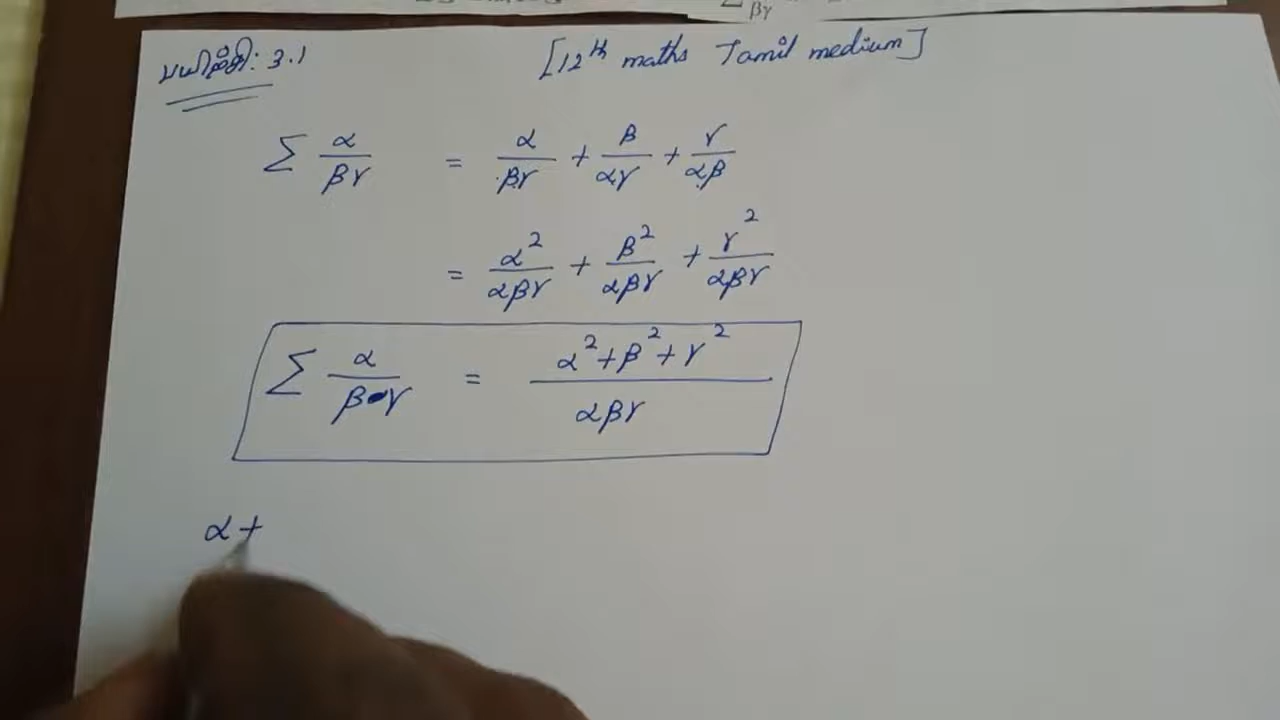 βγ
பயிற்சி: 3.1 [12th maths Tamil medium]
Σ α/βγ = α/βγ + β/αγ + γ/αβ
= α²/αβγ + β²/αβγ + γ²/αβγ
Σ α/βγ = α²+β²+γ²/αβγ
α +